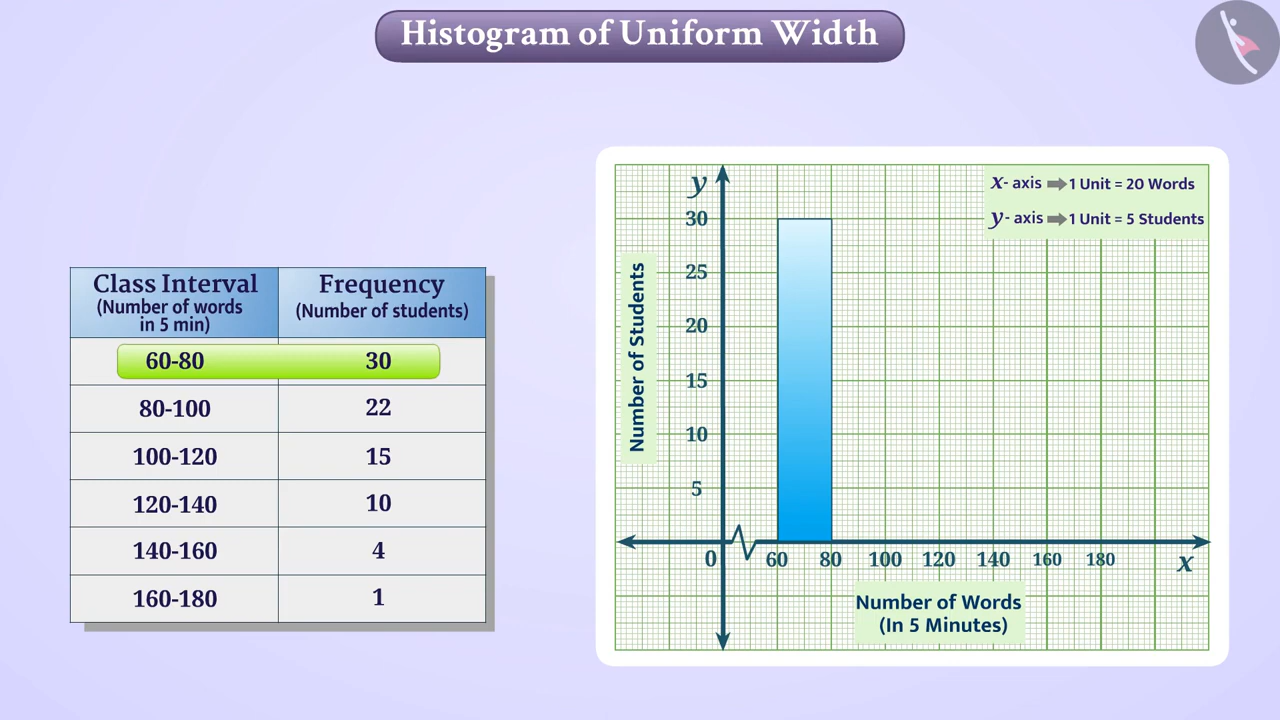 Histogram of Uniform Width
Class Interval
(Number of words
in 5 min)
Frequency
(Number of students)
60-80 30
80-100 22
100-120 15
120-140 10
140-160 4
160-180 1
x- axis 1 Unit = 20 Words
y- axis 1 Unit = 5 Students
y
30
25
20
15
10
5
Number of Students
0 60 80 100 120 140 160 180 x
Number of Words
(In 5 Minutes)